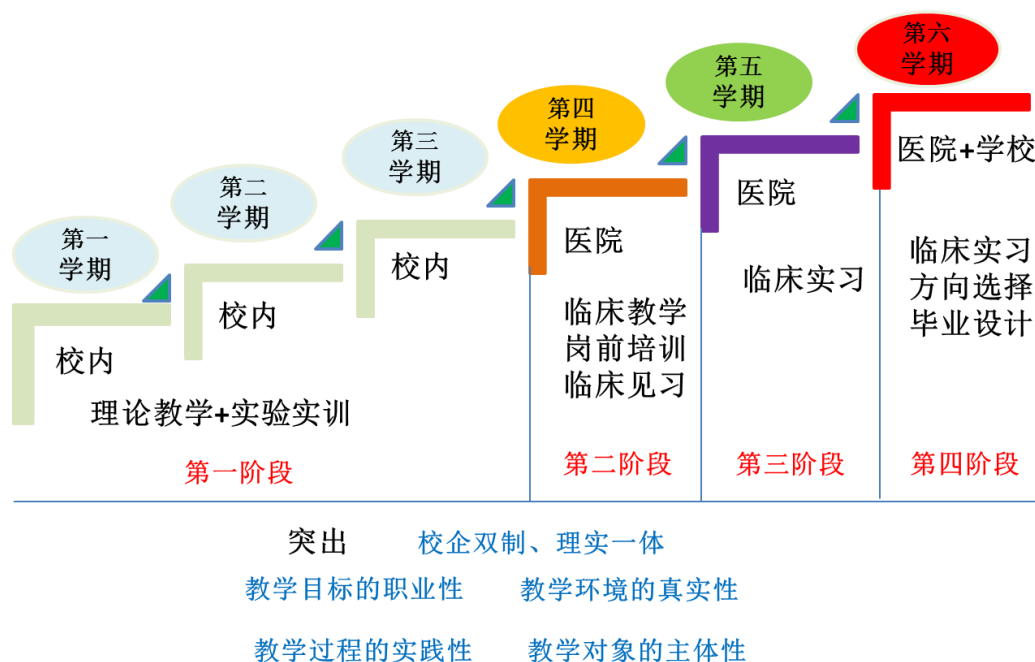 第一
学期
第二
学期
第三
学期
第四
学期
第五
学期
第六
学期
校内
校内
校内
理论教学+实验实训
医院
临床教学
岗前培训
临床见习
医院
临床实习
医院+学校
临床实习
方向选择
毕业设计
第一阶段
第二阶段
第三阶段
第四阶段
突出 校企双制、理实一体
教学目标的职业性 教学环境的真实性
教学过程的实践性 教学对象的主体性